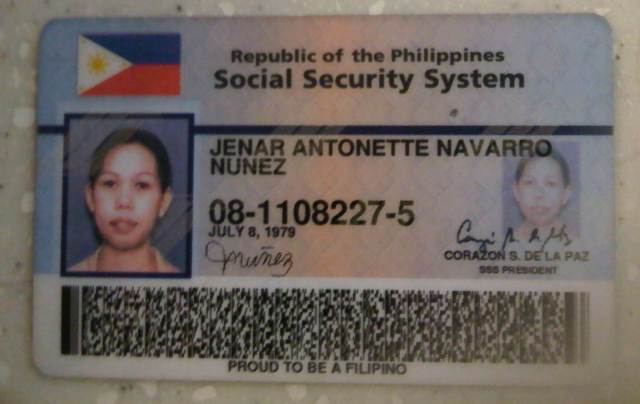 Republic of the Philippines
Social Security System
JENAR ANTONETTE NAVARRO
NUNEZ
08-1108227-5
JULY 8, 1979
CORAZON S. DE LA PAZ
SSS PRESIDENT
PROUD TO BE A FILIPINO